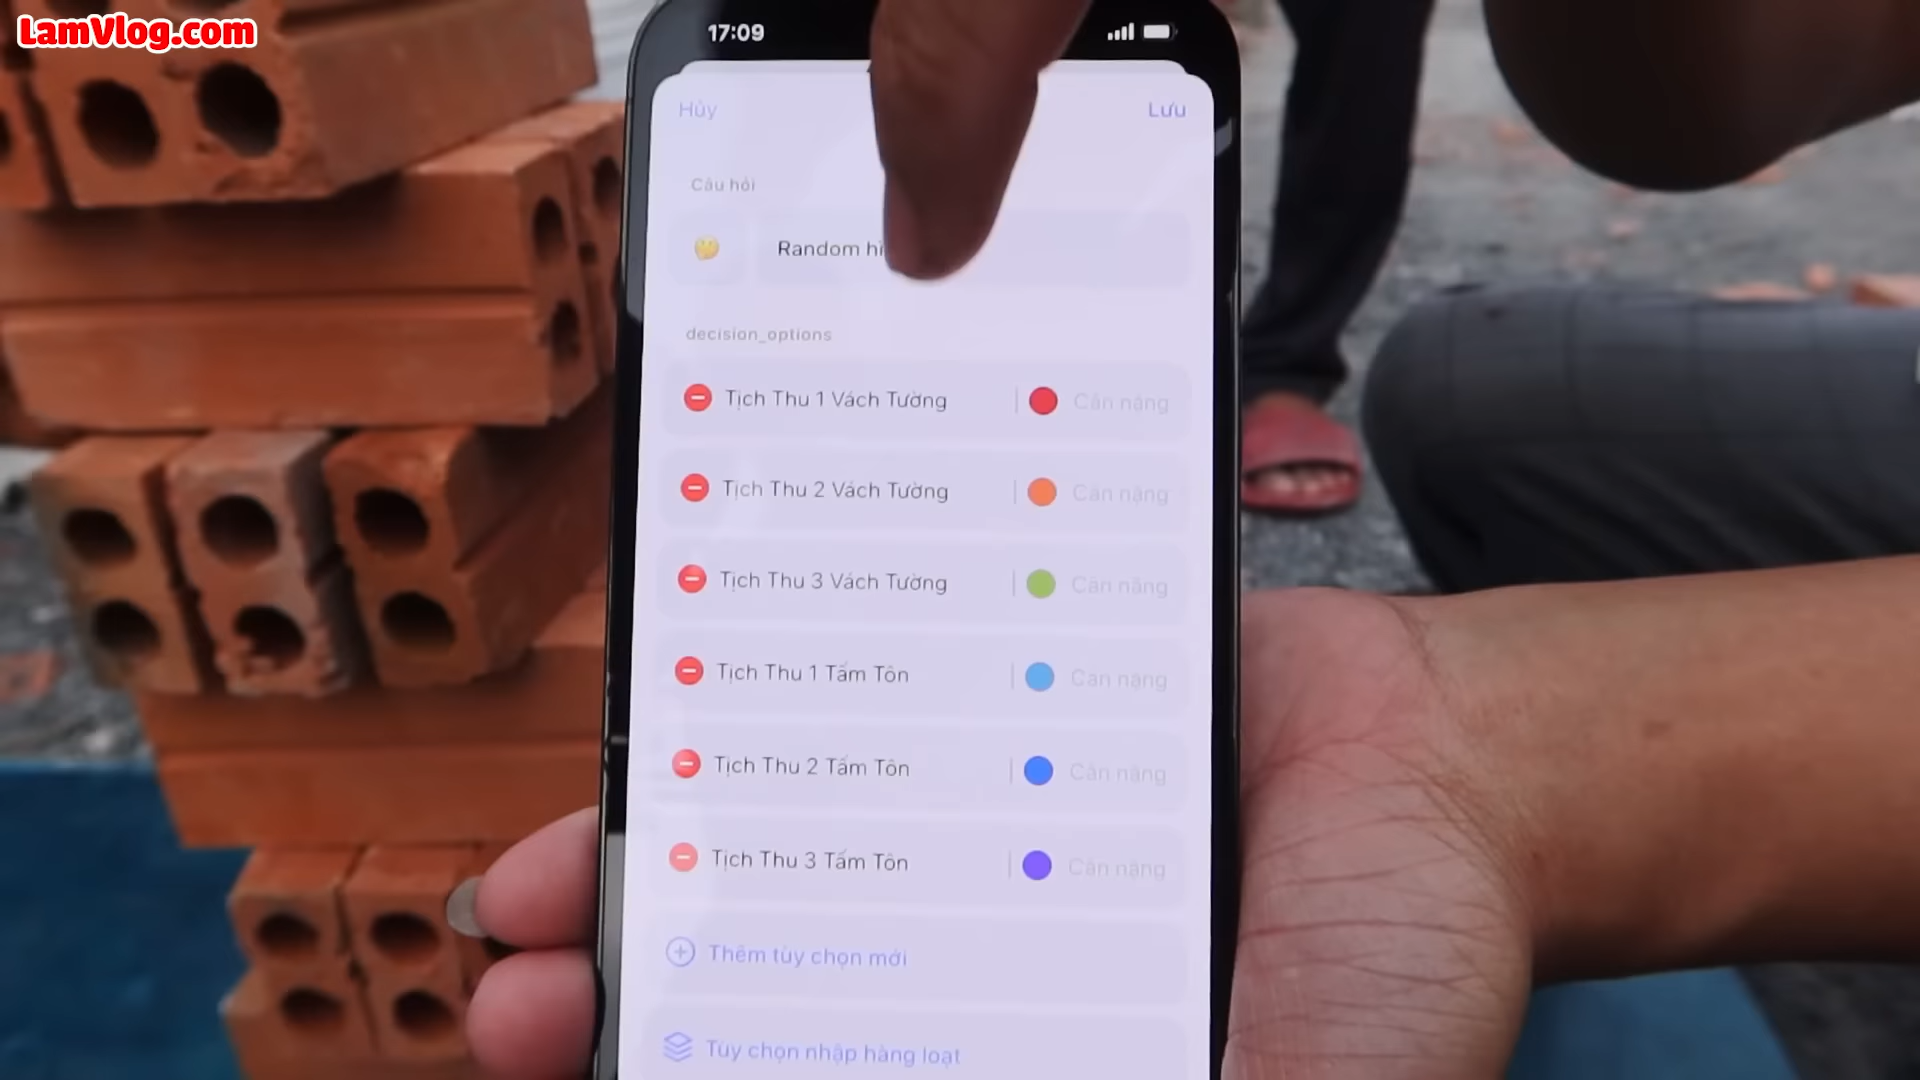 LamVlog.com
17:09
Hủy
Lưu
Câu hỏi
Random
decision_options
Tịch Thu 1 Vách Tường
Cân nặng
Tịch Thu 2 Vách Tường
Cân nặng
Tịch Thu 3 Vách Tường
Cân nặng
Tịch Thu 1 Tấm Tôn
Cân nặng
Tịch Thu 2 Tấm Tôn
Cân nặng
Tịch Thu 3 Tấm Tôn
Cân nặng
Thêm tùy chọn mới
Tùy chọn nhập hàng loạt